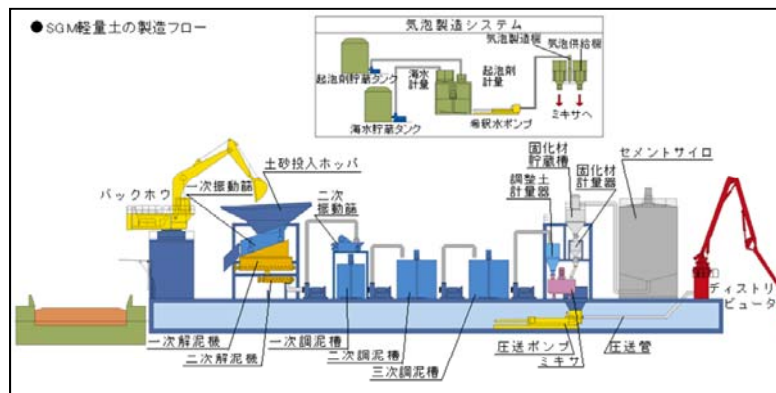 ●SGM軽量土の製造フロー
気泡製造システム
気泡製造機
気泡供給機
起泡剤貯蔵タンク
海水計量
起泡剤計量
海水貯蔵タンク
希釈水ポンプ
ミキサへ
バックホウ
一次振動篩
土砂投入ホッパ
二次振動篩
調整土計量器
固化材貯蔵槽
固化材計量器
セメントサイロ
ディストリビュータ
一次解泥機
二次解泥機
一次調泥槽
二次調泥槽
三次調泥槽
圧送ポンプ
ミキサ
圧送管